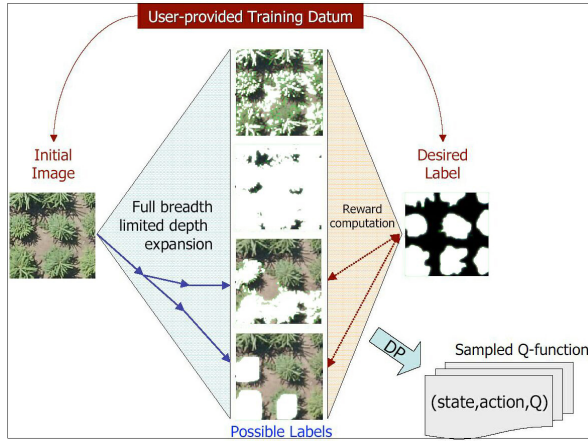 User-provided Training Datum
Initial
Image
Desired
Label
Full breadth
limited depth
expansion
Reward
computation
DP
Sampled Q-function
(state,action,Q)
Possible Labels